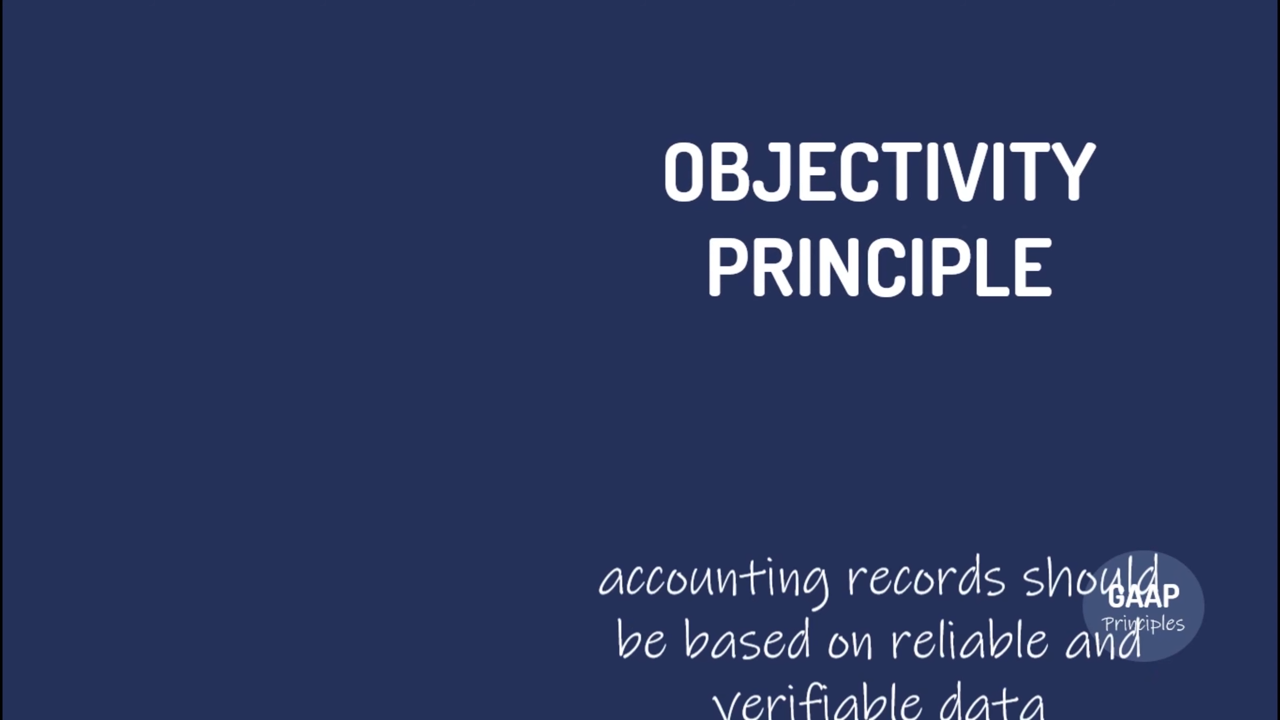 OBJECTIVITY
PRINCIPLE
accounting records should
be based on reliable and
verifiable data
GAAP
Principles